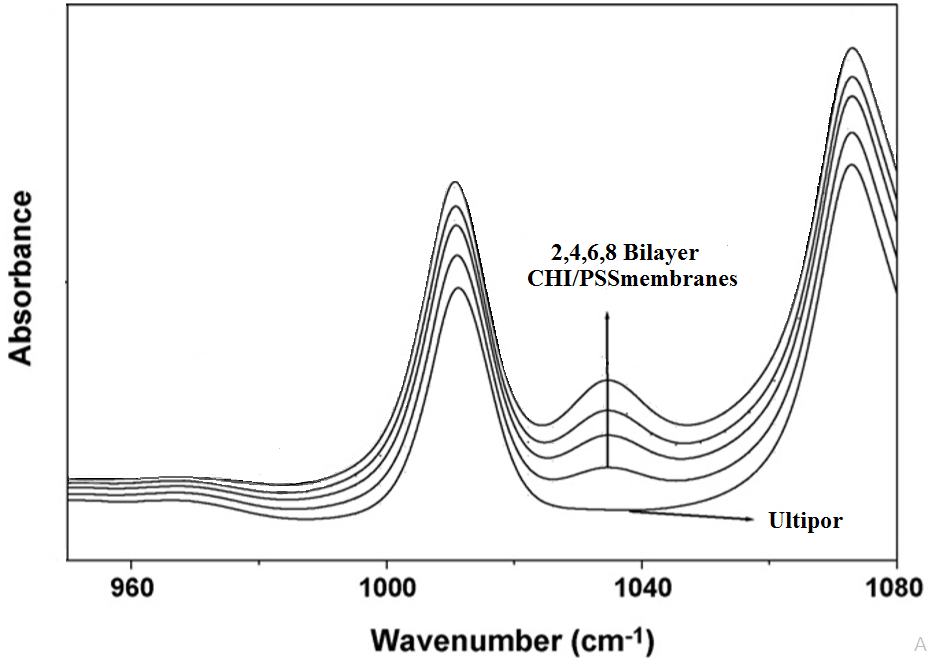 Absorbance
2,4,6,8 Bilayer
CHI/PSSmembranes
Ultipor
960
1000
1040
1080
Wavenumber (cm-1)
A